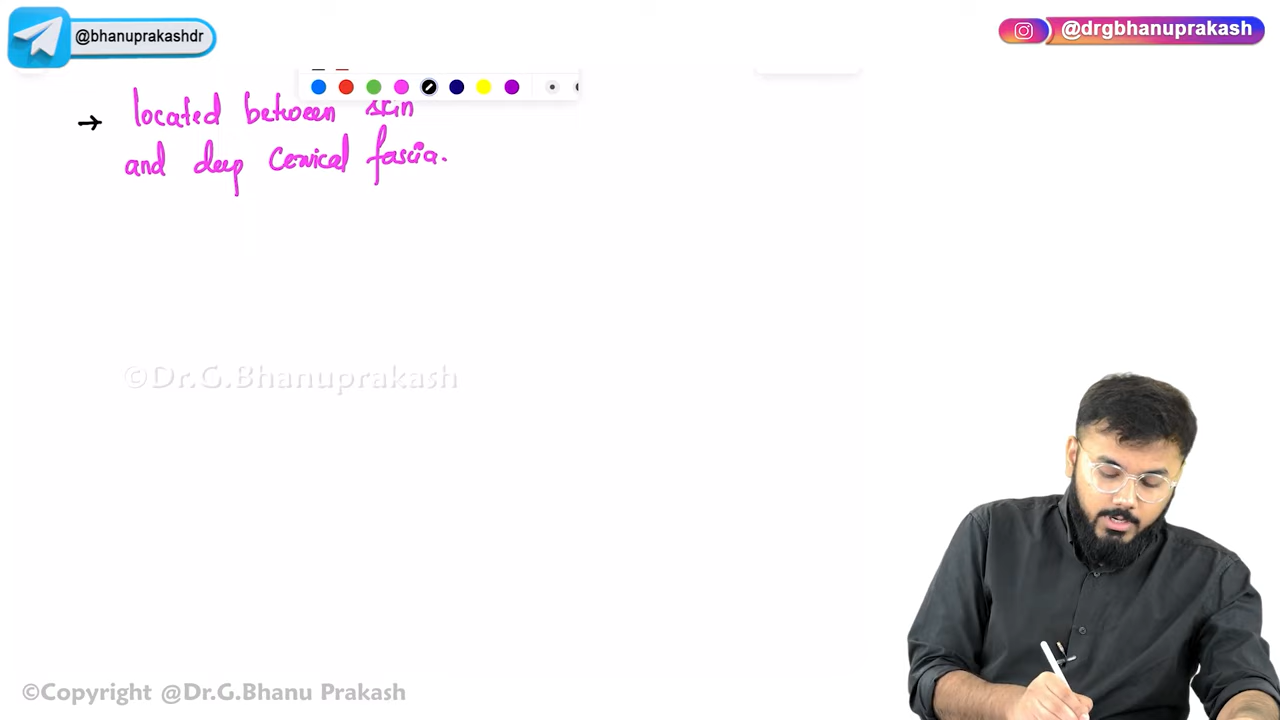 @bhanuprakashdr
@drgbhanuprakash
→ located between skin
and deep cervical fascia.
©Dr.G.Bhanuprakash
©Copyright @Dr.G.Bhanu Prakash